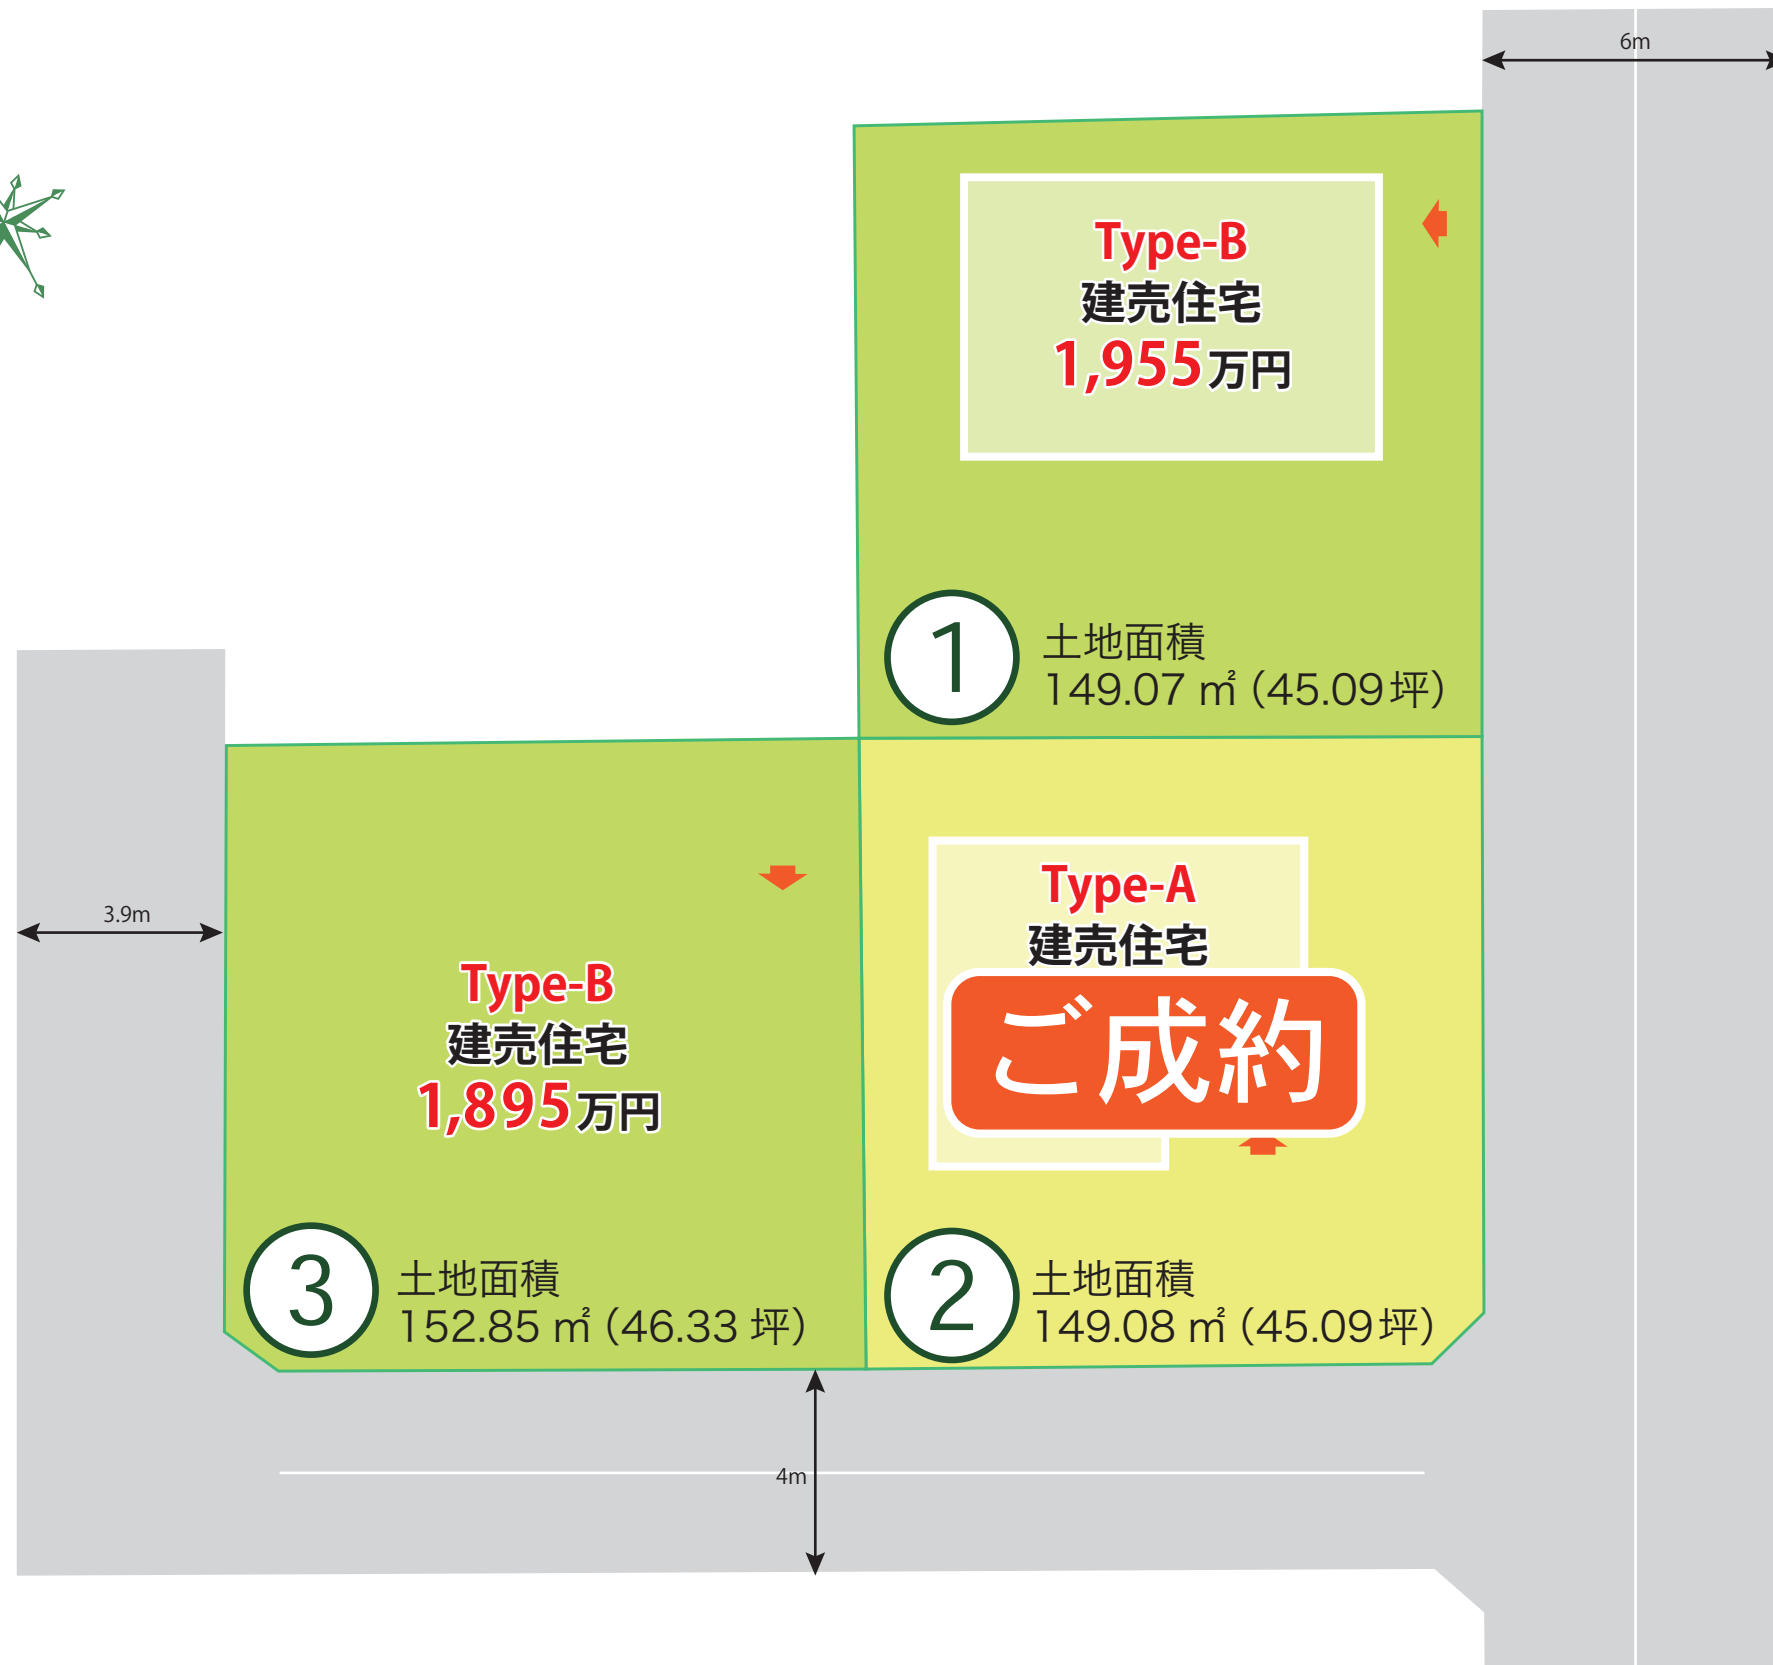 6m
Type-B
建売住宅
1,955万円
1
土地面積
149.07 ㎡ (45.09坪)
3.9m
Type-B
建売住宅
1,895万円
3
土地面積
152.85 ㎡ (46.33 坪)
Type-A
建売住宅
ご成約
2
土地面積
149.08 ㎡ (45.09坪)
4m